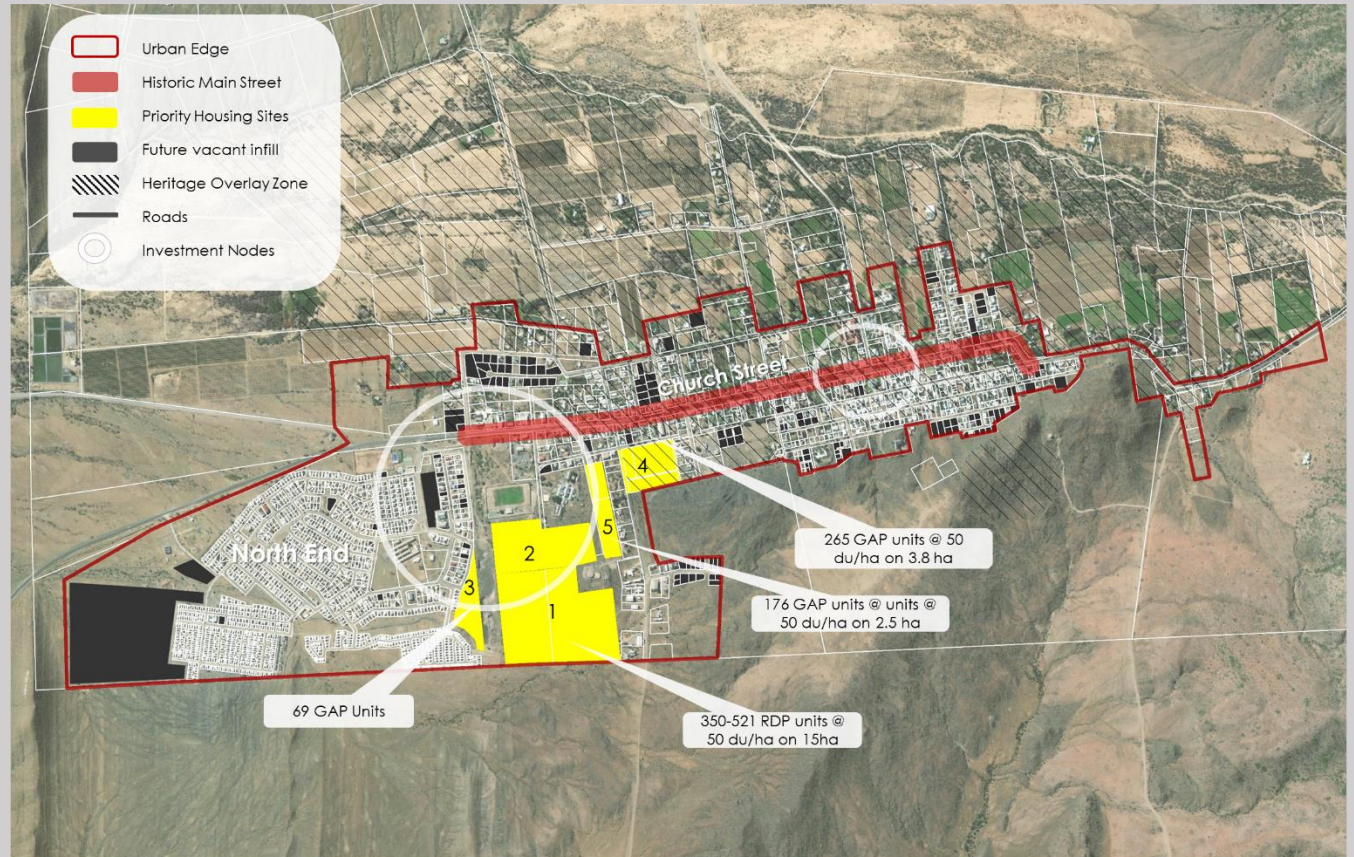 Urban Edge
Historic Main Street
Priority Housing Sites
Future vacant infill
Heritage Overlay Zone
Roads
Investment Nodes
Church Street
North End
4
5
2
3
1
265 GAP units @ 50
du/ha on 3.8 ha
176 GAP units @ units @
50 du/ha on 2.5 ha
69 GAP Units
350-521 RDP units @
50 du/ha on 15ha